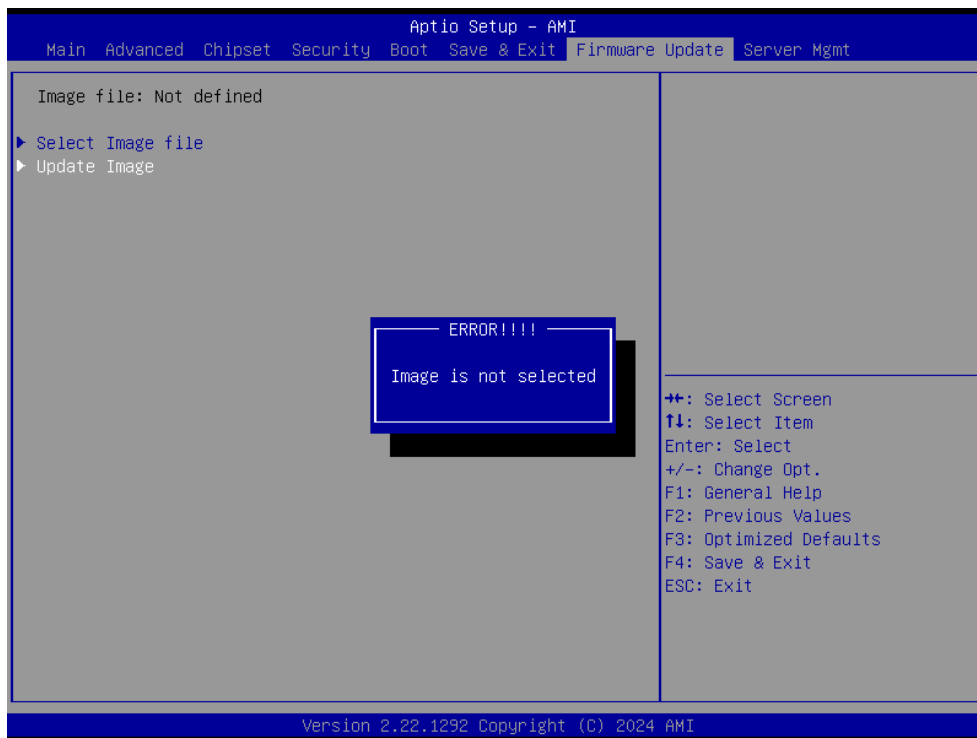 Aptio Setup - AMI
Main Advanced Chipset Security Boot Save & Exit Firmware Update Server Mgmt
Image file: Not defined
▶ Select Image file
▶ Update Image
ERROR!!!!
Image is not selected
→←: Select Screen
↑↓: Select Item
Enter: Select
+/-: Change Opt.
F1: General Help
F2: Previous Values
F3: Optimized Defaults
F4: Save & Exit
ESC: Exit
Version 2.22.1292 Copyright (C) 2024 AMI